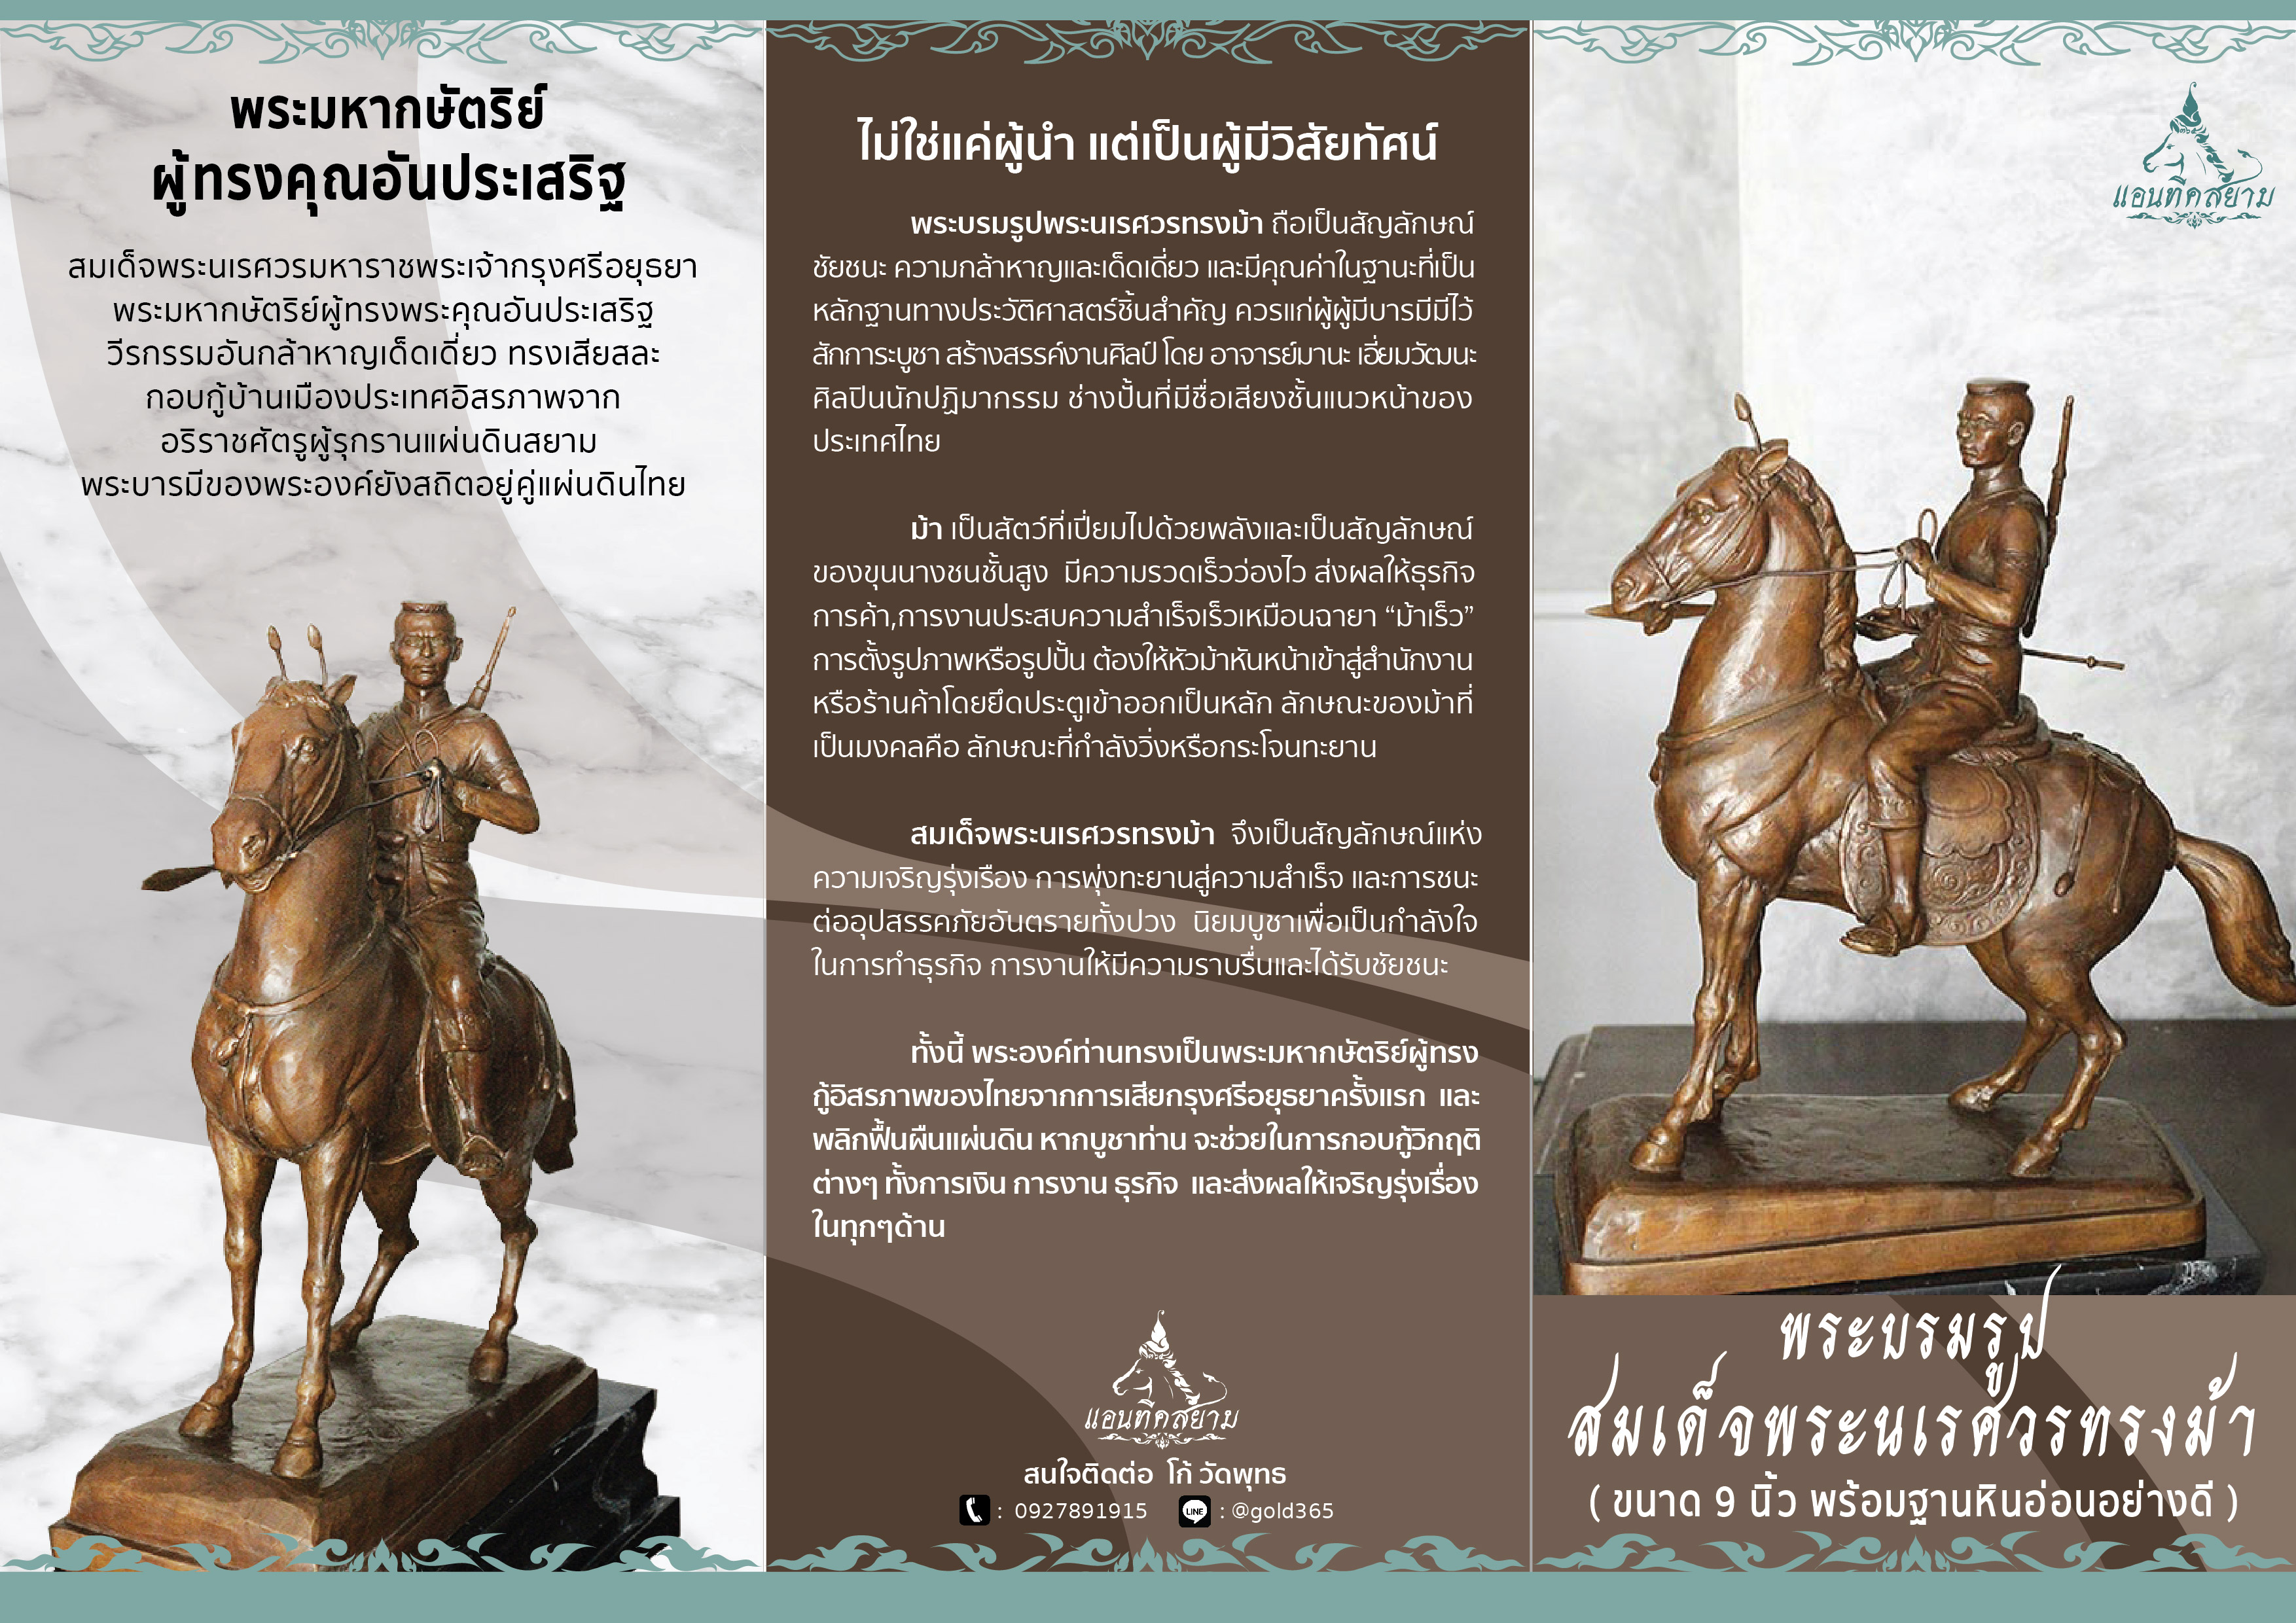 พระมหากษัตริย์
ผู้ทรงคุณอันประเสริฐ
สมเด็จพระนเรศวรมหาราชพระเจ้ากรุงศรีอยุธยา
พระมหากษัตริย์ผู้ทรงพระคุณอันประเสริฐ
วีรกรรมอันกล้าหาญเด็ดเดี่ยว ทรงเสียสละ
กอบกู้บ้านเมืองประเทศอิสรภาพจาก
อริราชศัตรูผู้รุกรานแผ่นดินสยาม
พระบารมีของพระองค์ยังสถิตอยู่คู่แผ่นดินไทย
ไม่ใช่แค่ผู้นำ แต่เป็นผู้มีวิสัยทัศน์
พระบรมรูปพระนเรศวรทรงม้า ถือเป็นสัญลักษณ์
ชัยชนะ ความกล้าหาญและเด็ดเดี่ยว และมีคุณค่าในฐานะที่เป็น
หลักฐานทางประวัติศาสตร์ชิ้นสำคัญ ควรแก่ผู้ผู้มีบารมีมีไว้
สักการะบูชา สร้างสรรค์งานศิลป์ โดย อาจารย์มานะ เอี่ยมวัฒนะ
ศิลปินนักปฏิมากรรม ช่างปั้นที่มีชื่อเสียงชั้นแนวหน้าของ
ประเทศไทย
ม้า เป็นสัตว์ที่เปี่ยมไปด้วยพลังและเป็นสัญลักษณ์
ของขุนนางชนชั้นสูง มีความรวดเร็วว่องไว ส่งผลให้ธุรกิจ
การค้า,การงานประสบความสำเร็จเร็วเหมือนฉายา “ม้าเร็ว”
การตั้งรูปภาพหรือรูปปั้น ต้องให้หัวม้าหันหน้าเข้าสู่สำนักงาน
หรือร้านค้าโดยยึดประตูเข้าออกเป็นหลัก ลักษณะของม้าที่
เป็นมงคลคือ ลักษณะที่กำลังวิ่งหรือกระโจนทะยาน
สมเด็จพระนเรศวรทรงม้า จึงเป็นสัญลักษณ์แห่ง
ความเจริญรุ่งเรือง การพุ่งทะยานสู่ความสำเร็จ และการชนะ
ต่ออุปสรรคภัยอันตรายทั้งปวง นิยมบูชาเพื่อเป็นกำลังใจ
ในการทำธุรกิจ การงานให้มีความราบรื่นและได้รับชัยชนะ
ทั้งนี้ พระองค์ท่านทรงเป็นพระมหากษัตริย์ผู้ทรง
กู้อิสรภาพของไทยจากการเสียกรุงศรีอยุธยาครั้งแรก และ
พลิกฟื้นผืนแผ่นดิน หากบูชาท่าน จะช่วยในการกอบกู้วิกฤติ
ต่างๆ ทั้งการเงิน การงาน ธุรกิจ และส่งผลให้เจริญรุ่งเรื่อง
ในทุกๆด้าน
๓๖๕
แอนทีคสยาม
สนใจติดต่อ โก้ วัดพุทธ
: 0927891915 LINE : @gold365
๓๖๕
แอนทีคสยาม
พระบรมรูป
สมเด็จพระนเรศวรทรงม้า
( ขนาด 9 นิ้ว พร้อมฐานหินอ่อนอย่างดี )